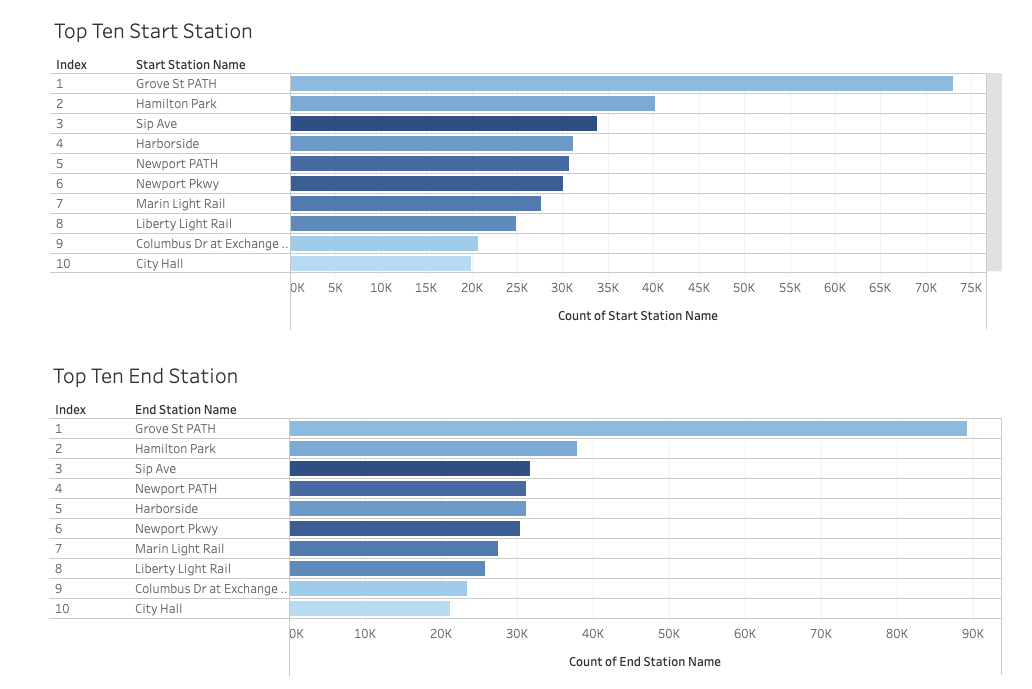 Top Ten Start Station
Index Start Station Name
1 Grove St PATH
2 Hamilton Park
3 Sip Ave
4 Harborside
5 Newport PATH
6 Newport Pkwy
7 Marin Light Rail
8 Liberty Light Rail
9 Columbus Dr at Exchange ..
10 City Hall
0K 5K 10K 15K 20K 25K 30K 35K 40K 45K 50K 55K 60K 65K 70K 75K
Count of Start Station Name
Top Ten End Station
Index End Station Name
1 Grove St PATH
2 Hamilton Park
3 Sip Ave
4 Newport PATH
5 Harborside
6 Newport Pkwy
7 Marin Light Rail
8 Liberty Light Rail
9 Columbus Dr at Exchange ..
10 City Hall
0K 10K 20K 30K 40K 50K 60K 70K 80K 90K
Count of End Station Name